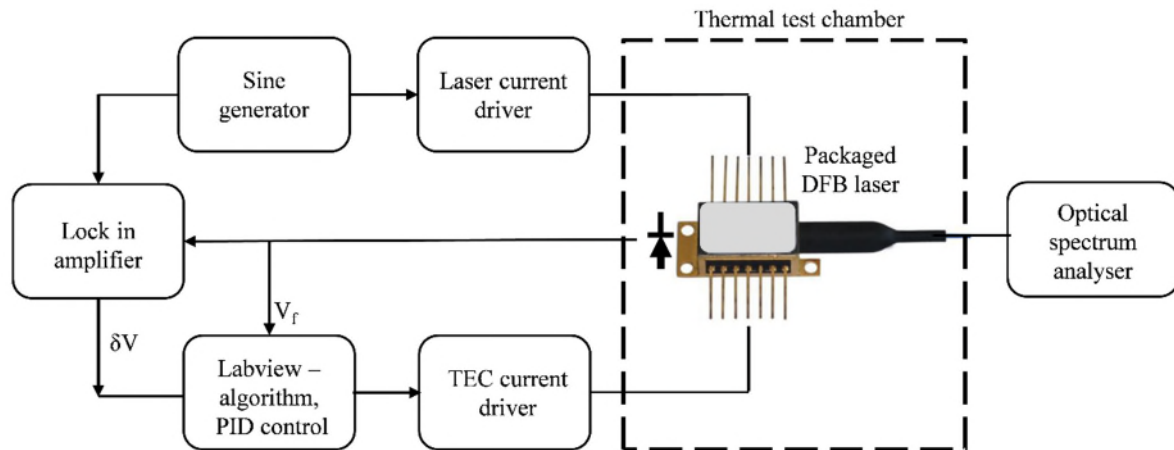 Thermal test chamber
Sine
generator
Laser current
driver
Packaged
DFB laser
Lock in
amplifier
Optical
spectrum
analyser
V_f
δV
Labview –
algorithm,
PID control
TEC current
driver